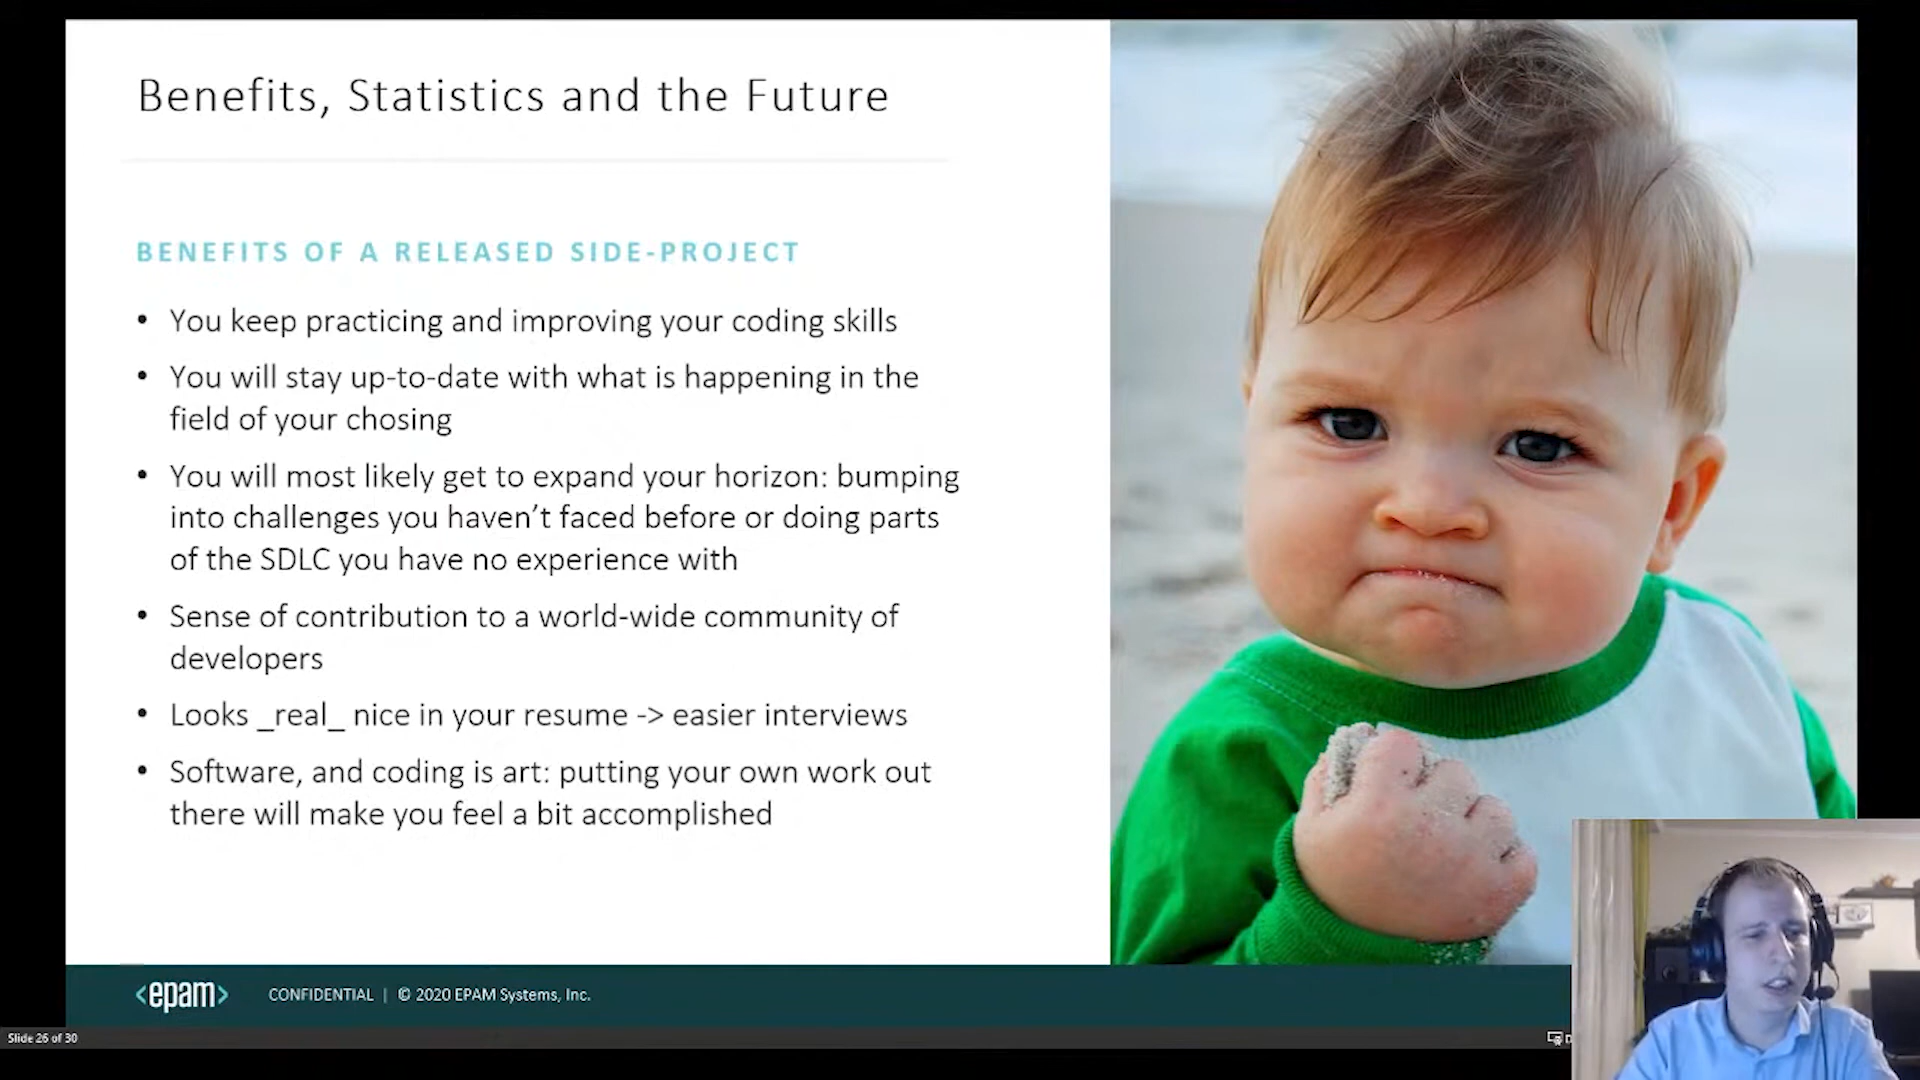 Benefits, Statistics and the Future
BENEFITS OF A RELEASED SIDE-PROJECT
• You keep practicing and improving your coding skills
• You will stay up-to-date with what is happening in the
field of your chosing
• You will most likely get to expand your horizon: bumping
into challenges you haven’t faced before or doing parts
of the SDLC you have no experience with
• Sense of contribution to a world-wide community of
developers
• Looks _real_ nice in your resume -> easier interviews
• Software, and coding is art: putting your own work out
there will make you feel a bit accomplished
<epam> CONFIDENTIAL | © 2020 EPAM Systems, Inc.
Slide 26 of 30